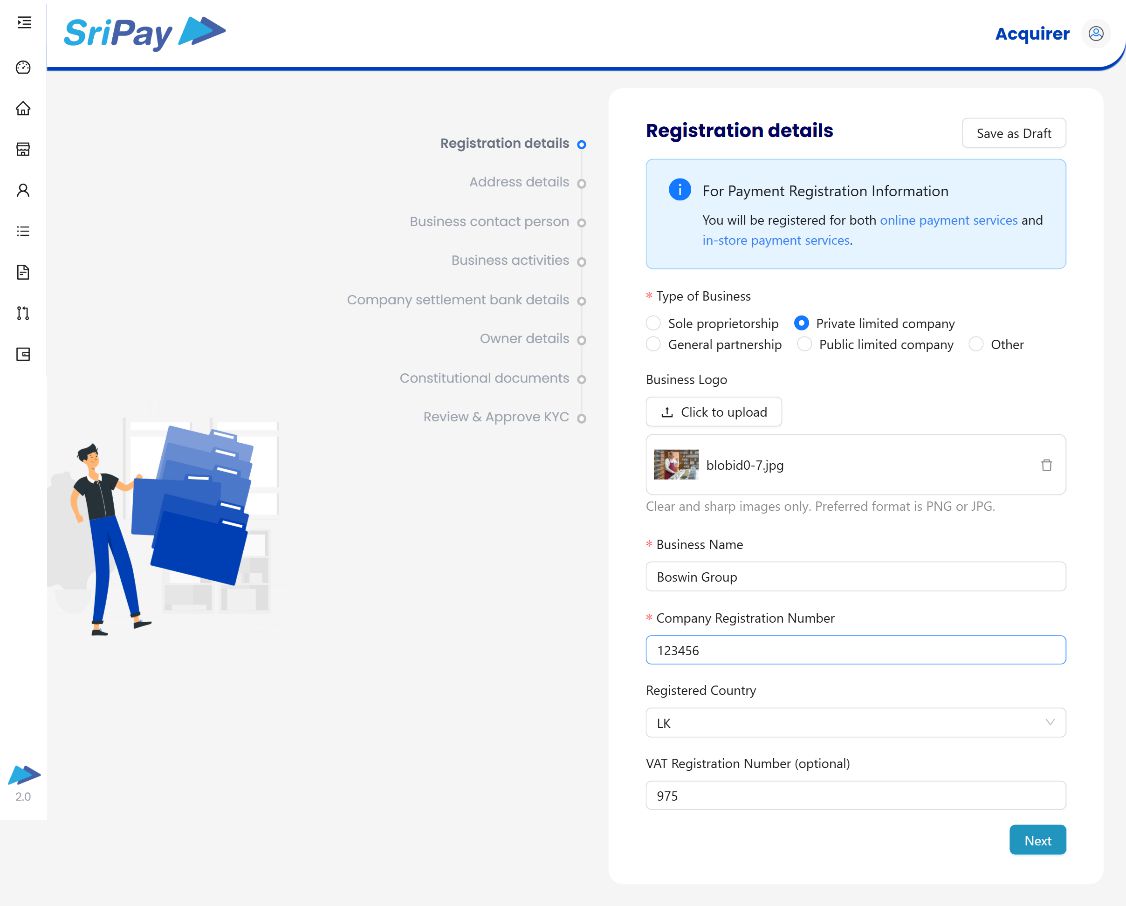 SriPay
Acquirer
Registration details
Address details
Business contact person
Business activities
Company settlement bank details
Owner details
Constitutional documents
Review & Approve KYC
2.0
Registration details
Save as Draft
For Payment Registration Information
You will be registered for both online payment services and
in-store payment services.
* Type of Business
Sole proprietorship Private limited company
General partnership Public limited company Other
Business Logo
Click to upload
blobid0-7.jpg
Clear and sharp images only. Preferred format is PNG or JPG.
* Business Name
Boswin Group
* Company Registration Number
123456
Registered Country
LK
VAT Registration Number (optional)
975
Next